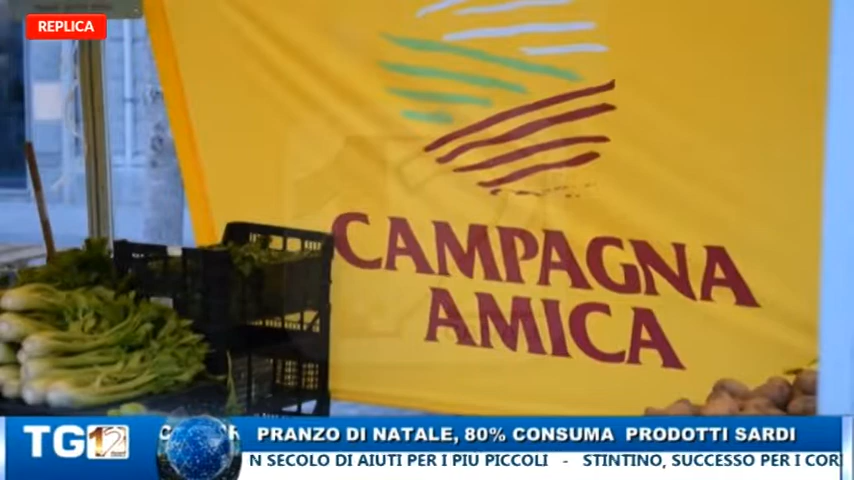 REPLICA
CAMPAGNA
AMICA
TG12
PRANZO DI NATALE, 80% CONSUMA PRODOTTI SARDI
N SECOLO DI AIUTI PER I PIU PICCOLI - STINTINO, SUCCESSO PER I CORI